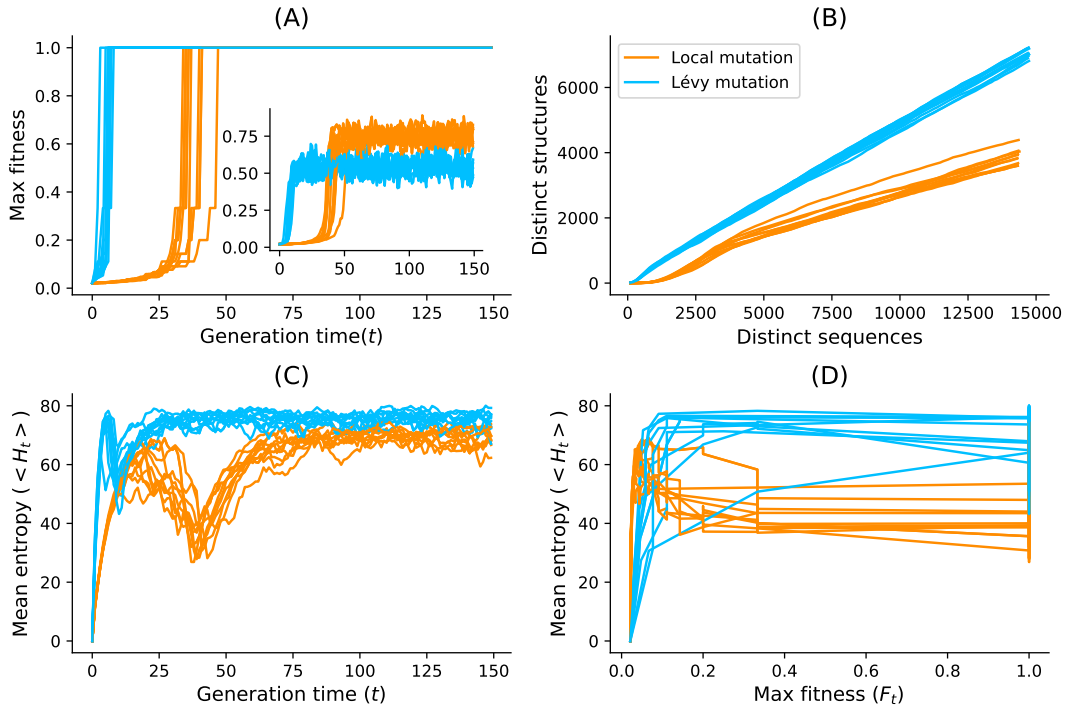 (A)
Max fitness
1.0
0.8
0.6
0.4
0.2
0.0
0 25 50 75 100 125 150
Generation time(t)
0.75
0.50
0.25
0.00
0 50 100 150
(B)
Distinct structures
6000
4000
2000
0
0 2500 5000 7500 10000 12500 15000
Distinct sequences
Local mutation
Lévy mutation
(C)
Mean entropy ( < H_t > )
80
60
40
20
0
0 25 50 75 100 125 150
Generation time (t)
(D)
Mean entropy ( < H_t > )
80
60
40
20
0
0.0 0.2 0.4 0.6 0.8 1.0
Max fitness (F_t)